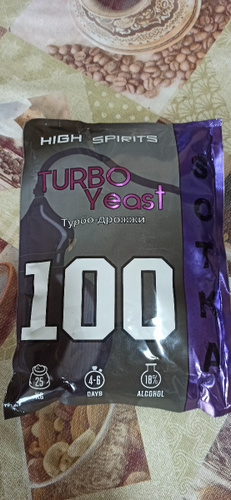 HIGH SPIRITS
TURBO
Yeast
Турбо-дрожжи
100
SOTKA
25
KG
4-6
DAYS
18%
ALCOHOL